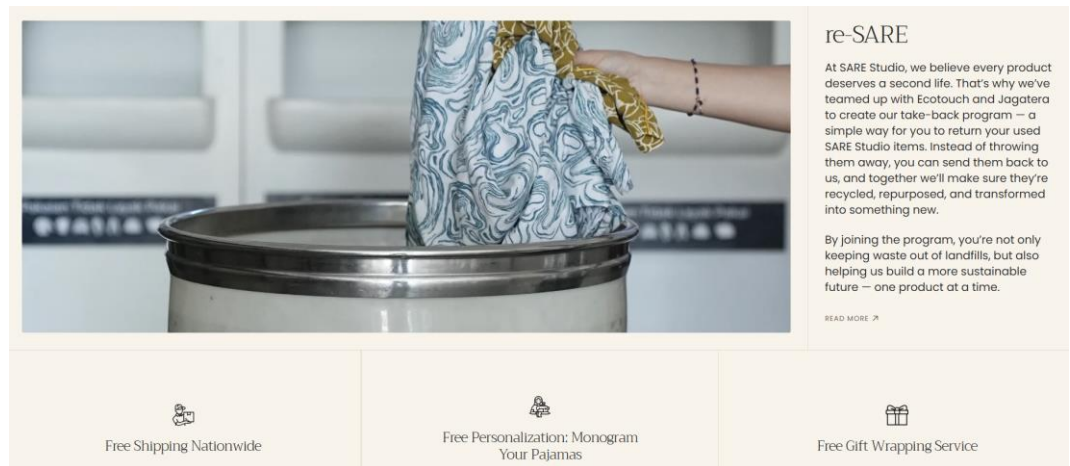 re-SARE
At SARE Studio, we believe every product
deserves a second life. That's why we've
teamed up with Ecotouch and Jagatera
to create our take-back program — a
simple way for you to return your used
SARE Studio items. Instead of throwing
them away, you can send them back to
us, and together we'll make sure they're
recycled, repurposed, and transformed
into something new.
By joining the program, you're not only
keeping waste out of landfills, but also
helping us build a more sustainable
future — one product at a time.
READ MORE
Free Shipping Nationwide
Free Personalization: Monogram
Your Pajamas
Free Gift Wrapping Service